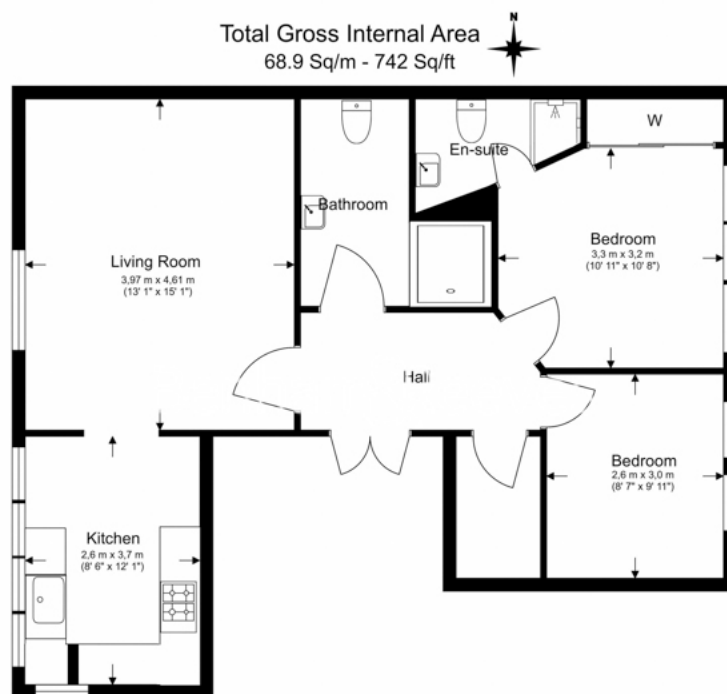 Total Gross Internal Area
68.9 Sq/m - 742 Sq/ft
N
W
En-suite
Bathroom
Bedroom
3,3 m x 3,2 m
(10' 11" x 10' 8")
Living Room
3,97 m x 4,61 m
(13' 1" x 15' 1")
Hall
Bedroom
2,6 m x 3,0 m
(8' 7" x 9' 11")
Kitchen
2,6 m x 3,7 m
(8' 6" x 12' 1")